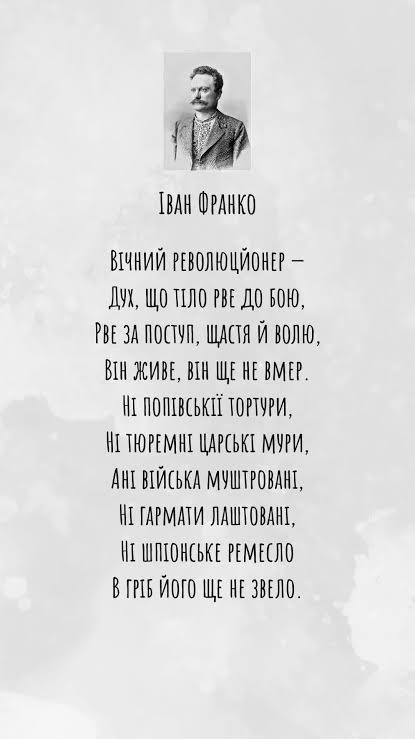 Іван Франко
Вічний революцйонер –
Дух, що тіло рве до бою,
Рве за поступ, щастя й волю,
Він живе, він ще не вмер.
Ні попівські́ї тортури,
Ні тюремні царські мури,
Ані війська муштровані,
Ні гармати лаштовані,
Ні шпіонське ремесло
В гріб його ще не звело.